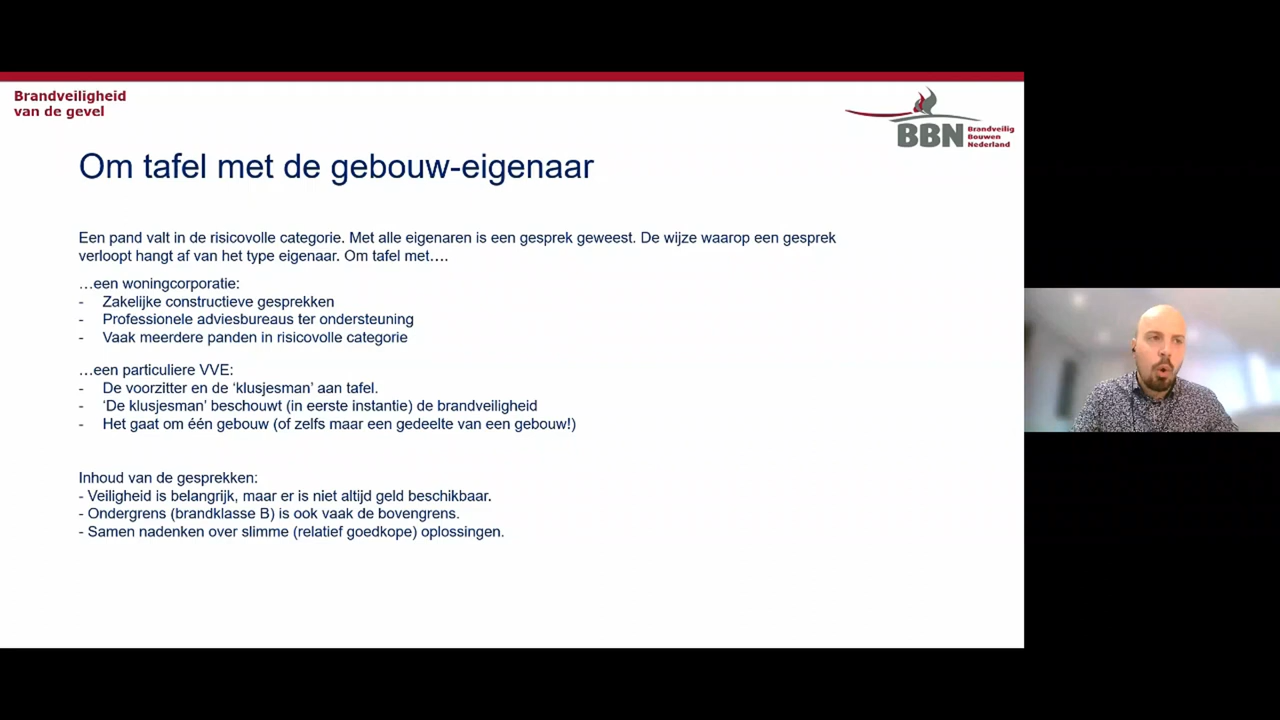 Brandveiligheid
van de gevel
BBN
Brandveilig
Bouwen
Nederland
Om tafel met de gebouw-eigenaar
Een pand valt in de risicovolle categorie. Met alle eigenaren is een gesprek geweest. De wijze waarop een gesprek
verloopt hangt af van het type eigenaar. Om tafel met….
…een woningcorporatie:
- Zakelijke constructieve gesprekken
- Professionele adviesbureaus ter ondersteuning
- Vaak meerdere panden in risicovolle categorie
…een particuliere VVE:
- De voorzitter en de ‘klusjesman’ aan tafel.
- ‘De klusjesman’ beschouwt (in eerste instantie) de brandveiligheid
- Het gaat om één gebouw (of zelfs maar een gedeelte van een gebouw!)
Inhoud van de gesprekken:
- Veiligheid is belangrijk, maar er is niet altijd geld beschikbaar.
- Ondergrens (brandklasse B) is ook vaak de bovengrens.
- Samen nadenken over slimme (relatief goedkope) oplossingen.